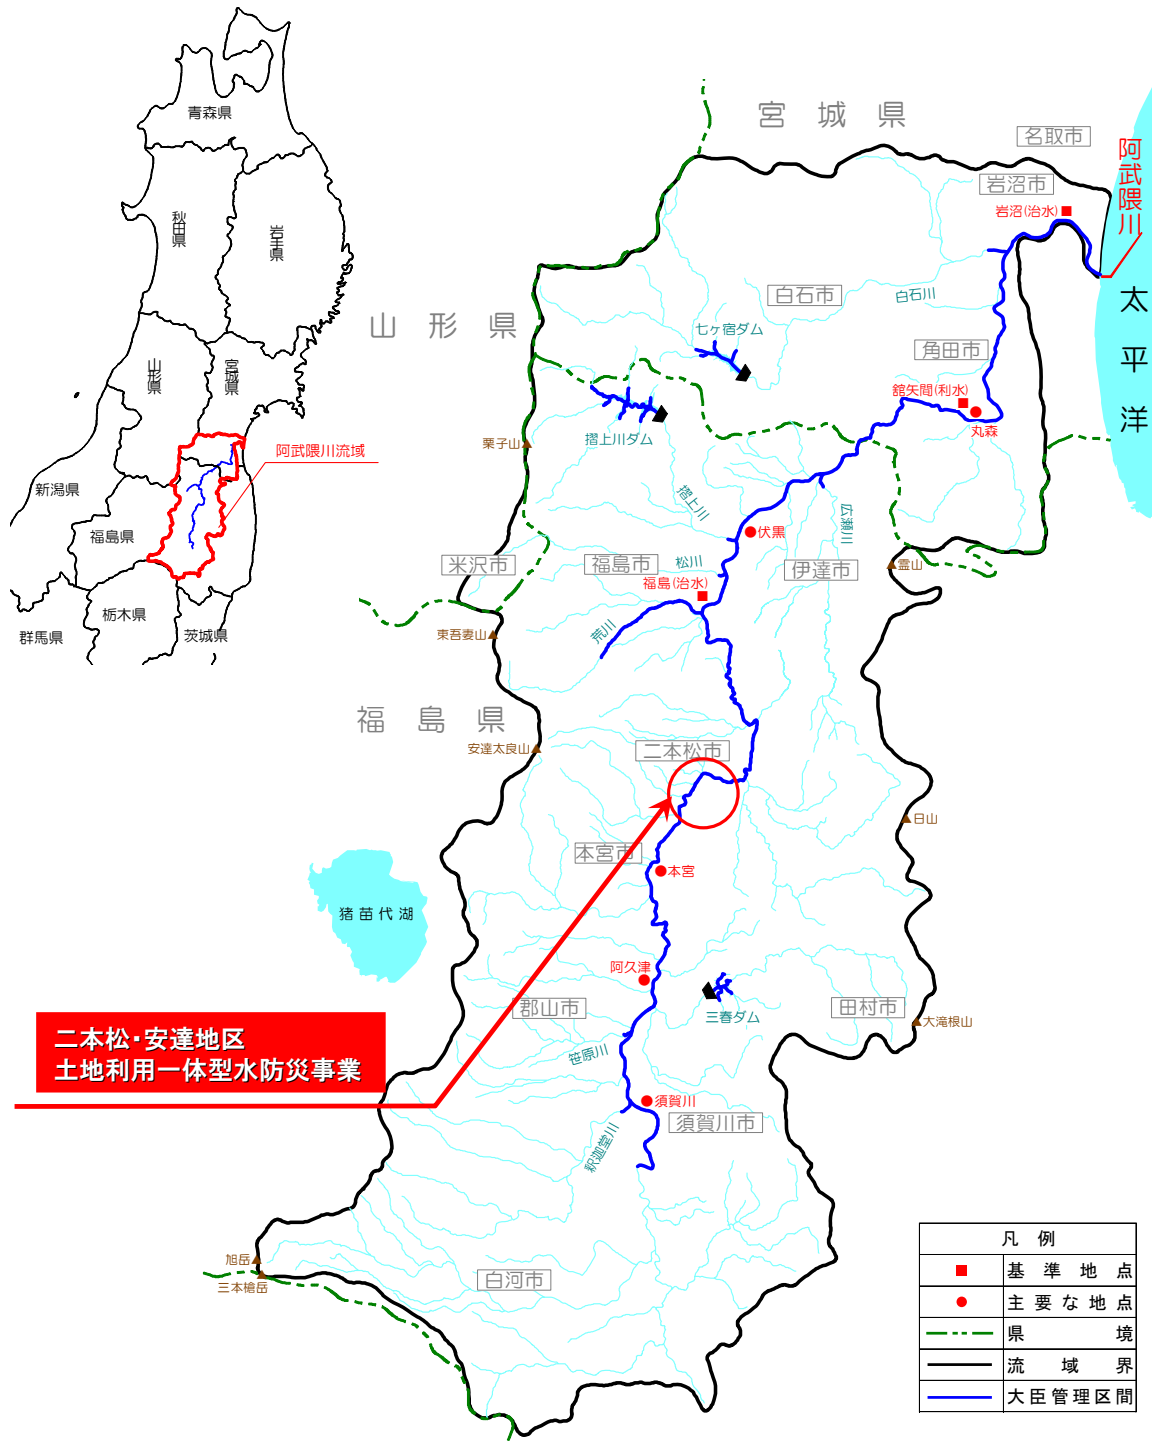 青森県
秋田県
岩手県
山形県
宮城県
新潟県
福島県
群馬県
栃木県
茨城県
阿武隈川流域
宮城県
名取市
岩沼市
岩沼(治水)
阿武隈川
太平洋
白石市
白石川
山形県
七ヶ宿ダム
角田市
舘矢間(利水)
丸森
栗子山
摺上川ダム
摺上川
広瀬川
伏黒
米沢市
福島市
松川
伊達市
霊山
福島(治水)
荒川
東吾妻山
福島県
安達太良山
二本松市
日山
本宮市
本宮
猪苗代湖
阿久津
郡山市
三春ダム
田村市
大滝根山
二本松・安達地区
土地利用一体型水防災事業
笹原川
須賀川
須賀川市
釈迦堂川
旭岳
三本槍岳
白河市
凡例
基準地点
主要な地点
県境
流域界
大臣管理区間